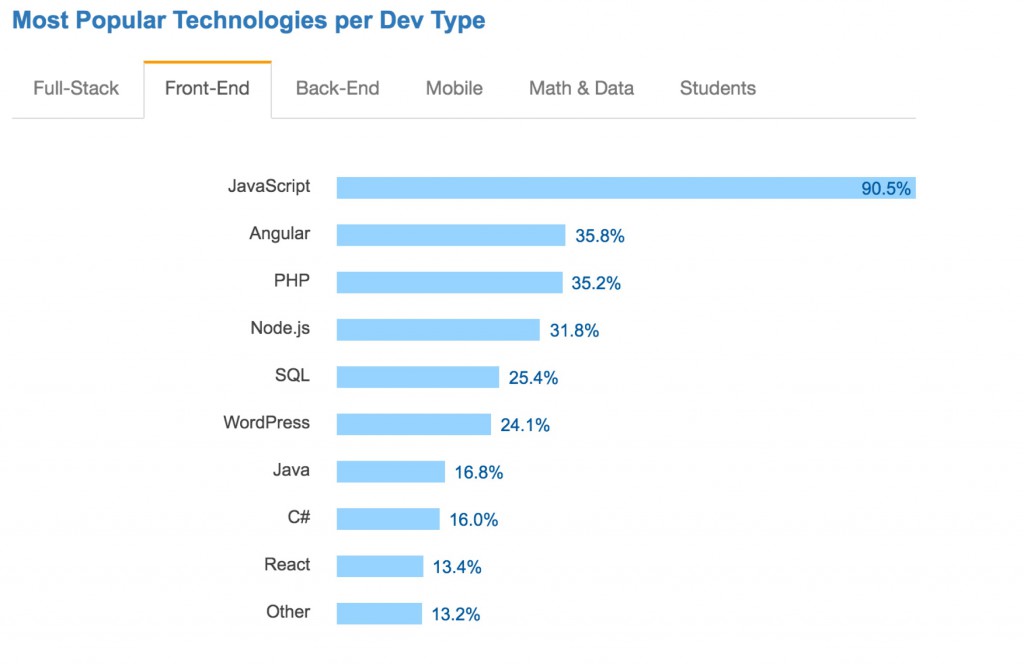 Most Popular Technologies per Dev Type
Full-Stack Front-End Back-End Mobile Math & Data Students
JavaScript 90.5%
Angular 35.8%
PHP 35.2%
Node.js 31.8%
SQL 25.4%
WordPress 24.1%
Java 16.8%
C# 16.0%
React 13.4%
Other 13.2%